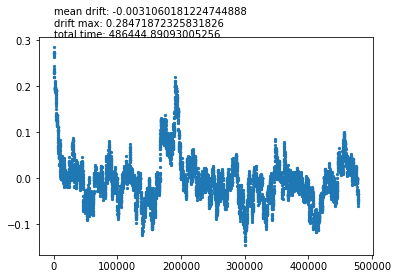 mean drift: -0.0031060181224744888
drift max: 0.28471872325831826
total time: 486444.89093005256
0.3
0.2
0.1
0.0
−0.1
0 100000 200000 300000 400000 500000